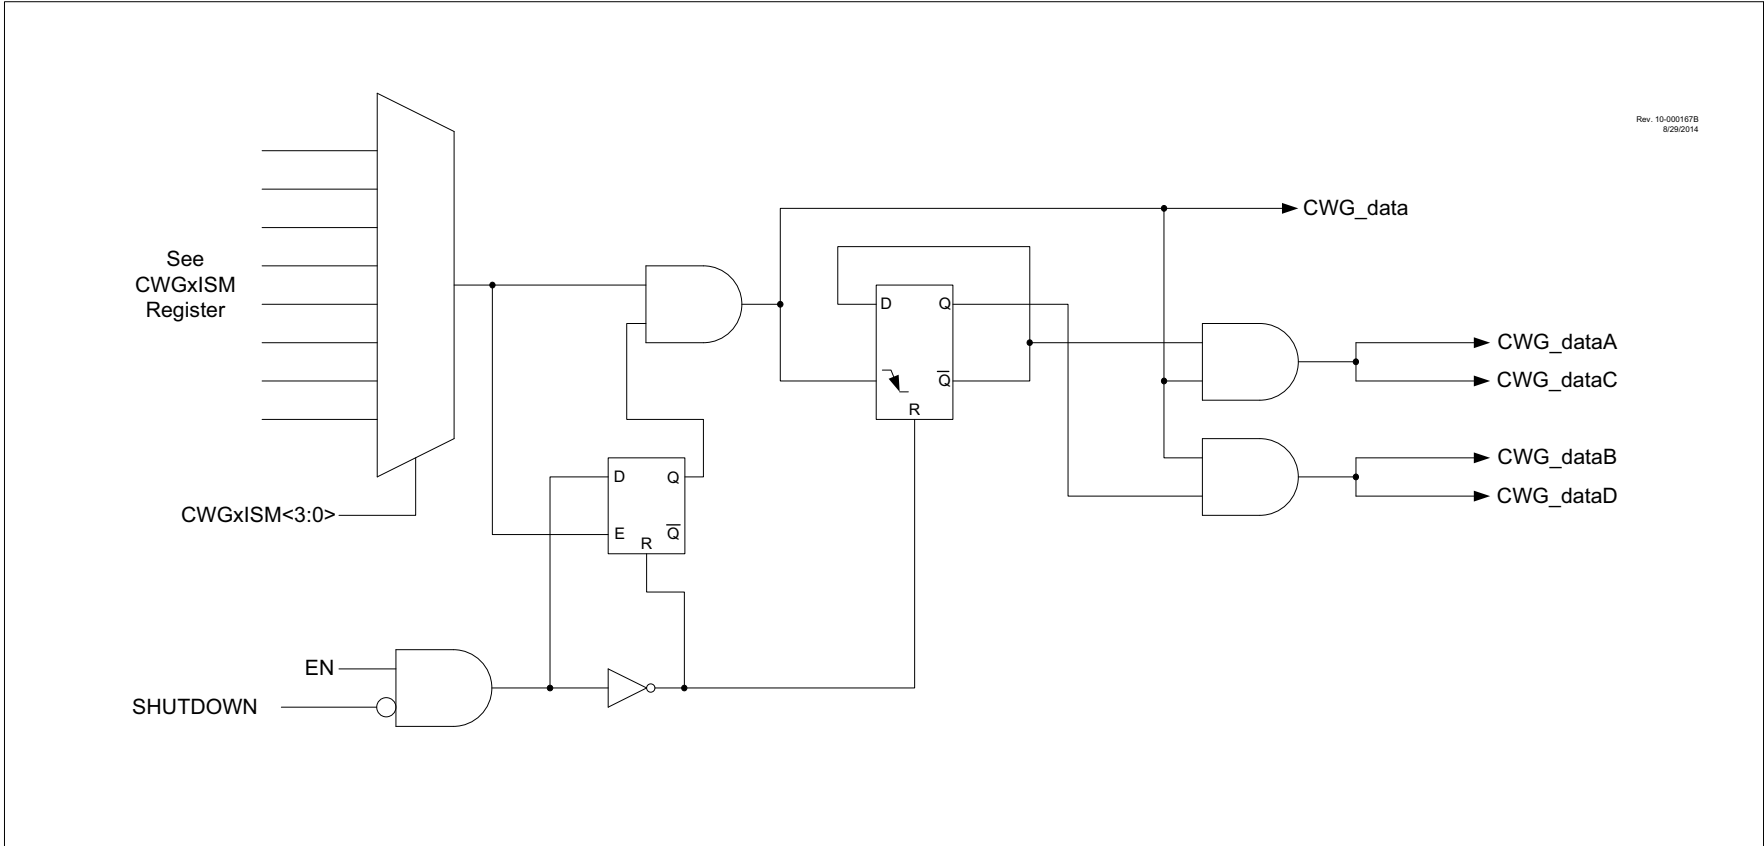 Rev. 10-000167B
8/29/2014
See
CWGxISM
Register
CWG_data
D
Q
Q̅
R
CWG_dataA
CWG_dataC
CWG_dataB
CWG_dataD
D
Q
E
Q̅
R
CWGxISM<3:0>
EN
SHUTDOWN